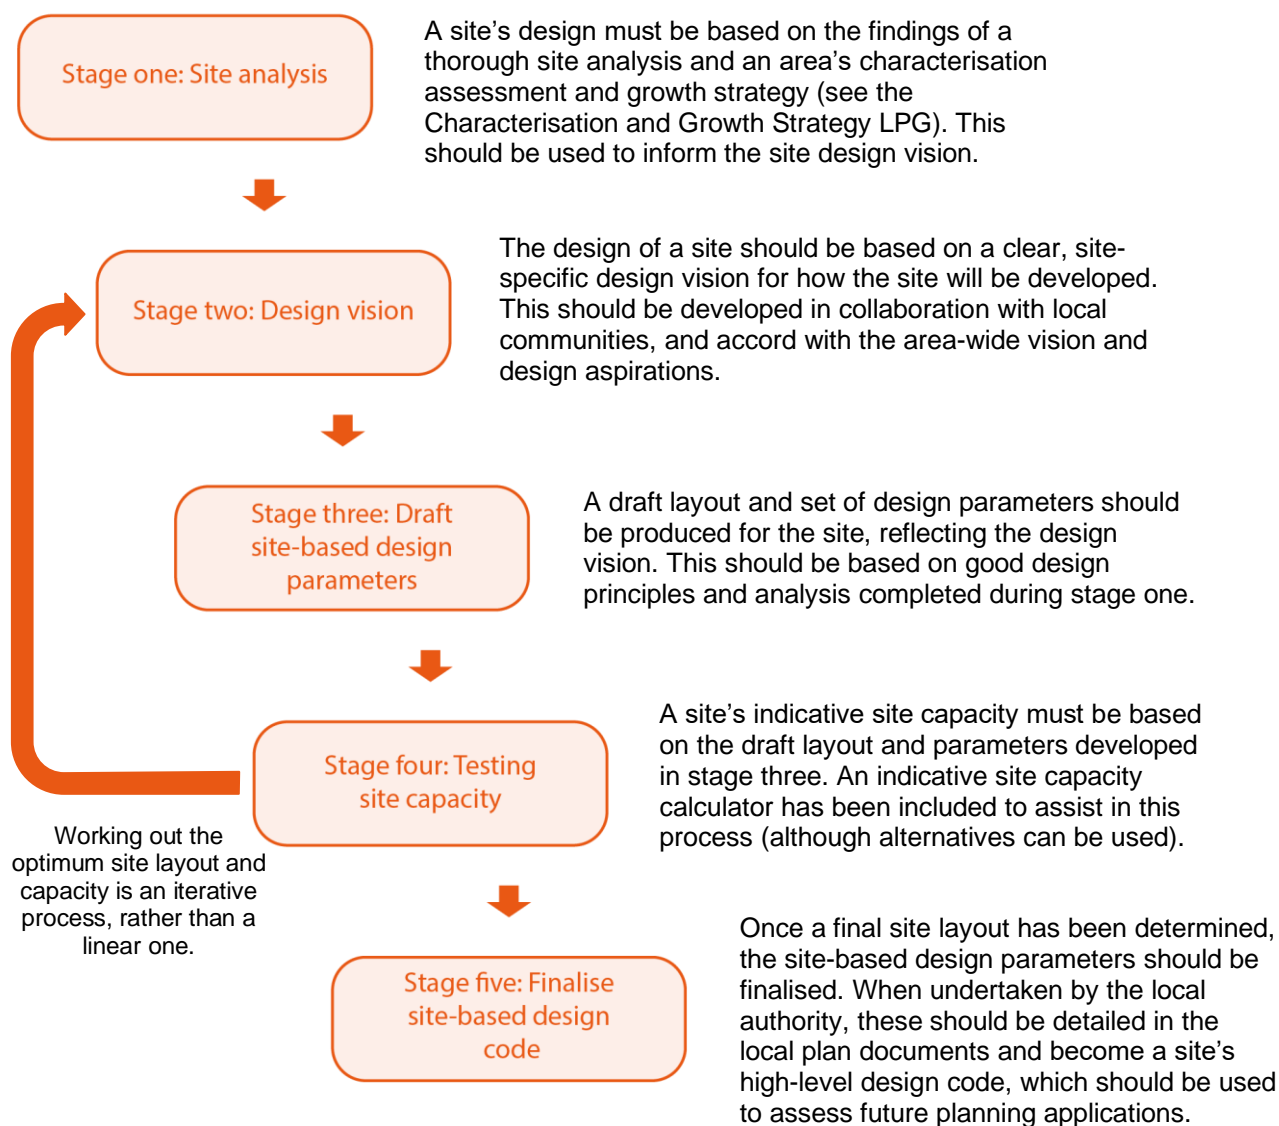 Stage one: Site analysis
A site’s design must be based on the findings of a
thorough site analysis and an area’s characterisation
assessment and growth strategy (see the
Characterisation and Growth Strategy LPG). This
should be used to inform the site design vision.
Stage two: Design vision
The design of a site should be based on a clear, site-
specific design vision for how the site will be developed.
This should be developed in collaboration with local
communities, and accord with the area-wide vision and
design aspirations.
Stage three: Draft
site-based design
parameters
A draft layout and set of design parameters should
be produced for the site, reflecting the design
vision. This should be based on good design
principles and analysis completed during stage one.
Stage four: Testing
site capacity
A site’s indicative site capacity must be based
on the draft layout and parameters developed
in stage three. An indicative site capacity
calculator has been included to assist in this
process (although alternatives can be used).
Working out the
optimum site layout and
capacity is an iterative
process, rather than a
linear one.
Stage five: Finalise
site-based design
code
Once a final site layout has been determined,
the site-based design parameters should be
finalised. When undertaken by the local
authority, these should be detailed in the
local plan documents and become a site’s
high-level design code, which should be used
to assess future planning applications.